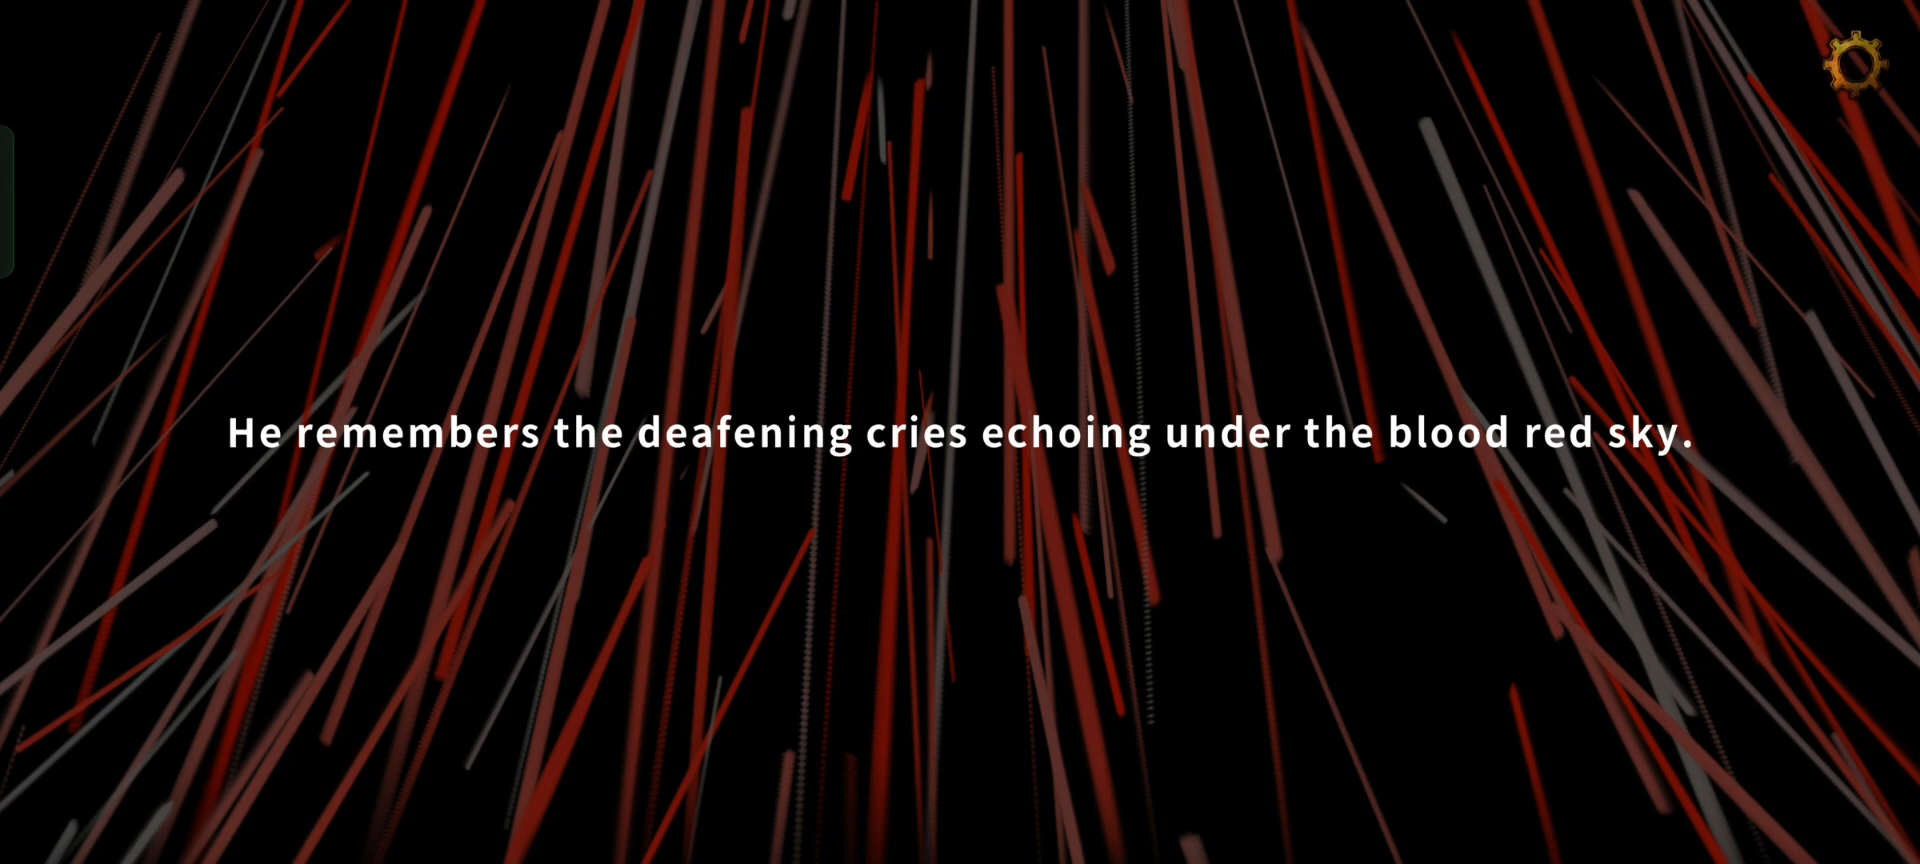 He remembers the deafening cries echoing under the blood red sky.